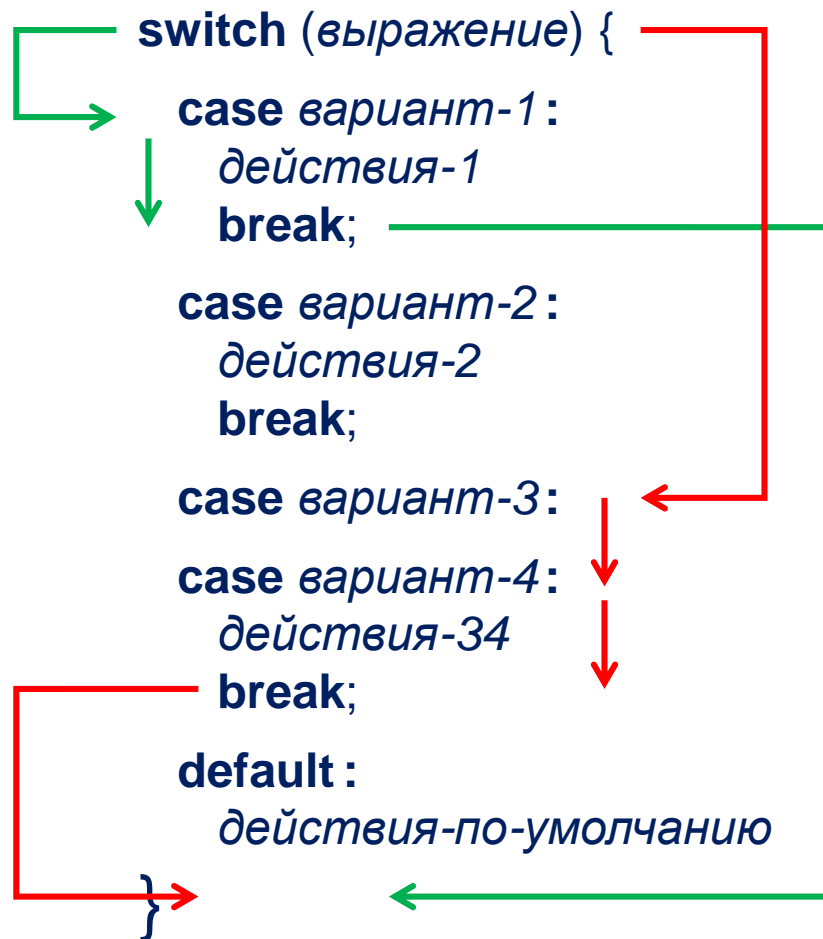 switch (выражение) {
case вариант-1:
действия-1
break;
case вариант-2:
действия-2
break;
case вариант-3:
case вариант-4:
действия-34
break;
default:
действия-по-умолчанию
}